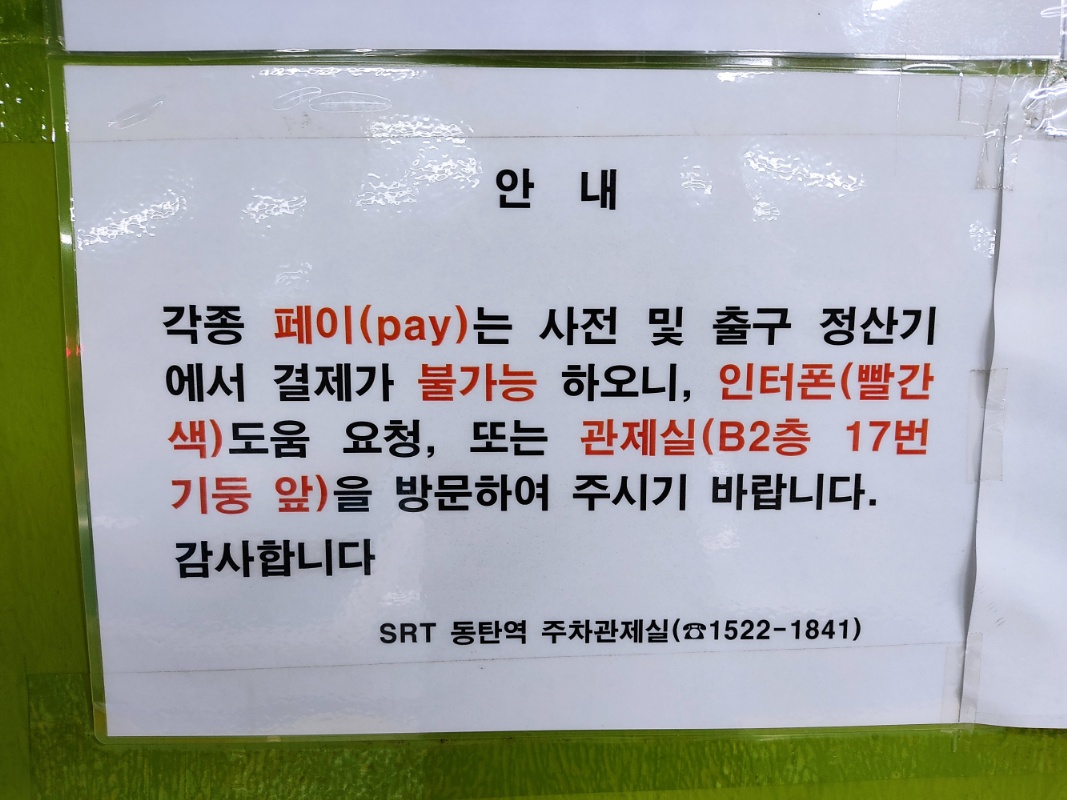 안 내
각종 페이(pay)는 사전 및 출구 정산기
에서 결제가 불가능 하오니, 인터폰(빨간
색)도움 요청, 또는 관제실(B2층 17번
기둥 앞)을 방문하여 주시기 바랍니다.
감사합니다
SRT 동탄역 주차관제실(☎1522-1841)